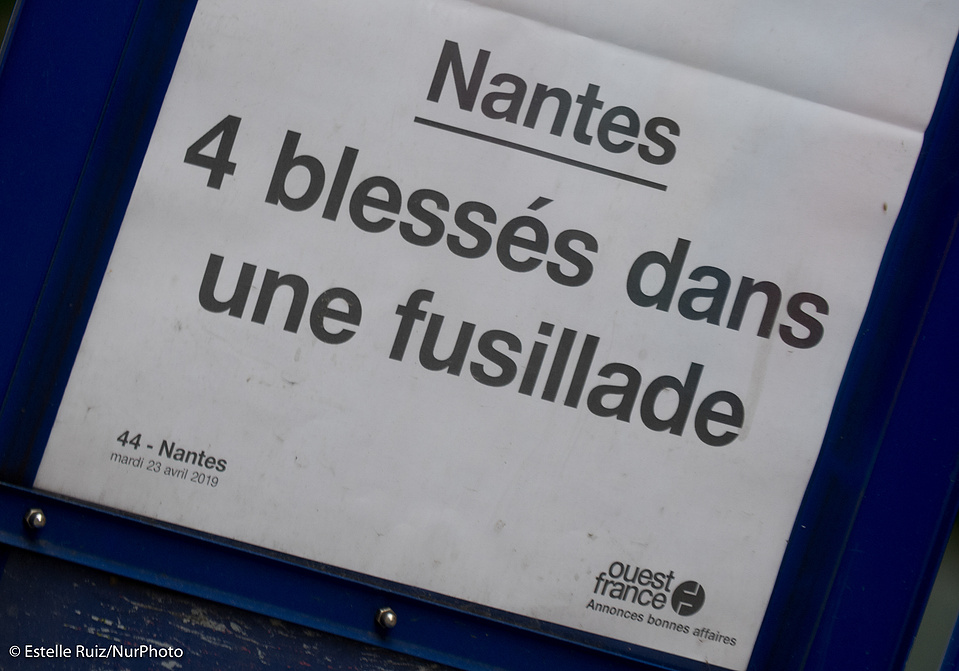 Nantes
4 blessés dans
une fusillade
44 - Nantes
mardi 23 avril 2019
ouest
france
Annonces bonnes affaires
© Estelle Ruiz/NurPhoto